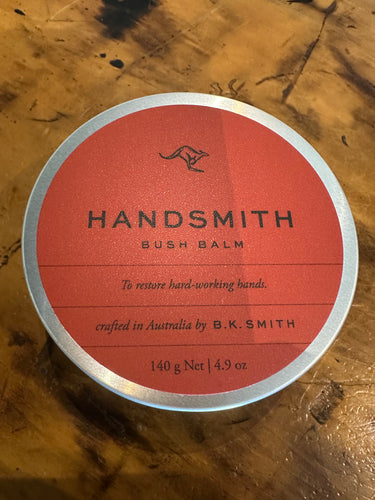 HANDSMITH
BUSH BALM
To restore hard-working hands.
crafted in Australia by B.K. SMITH
140 g Net | 4.9 oz